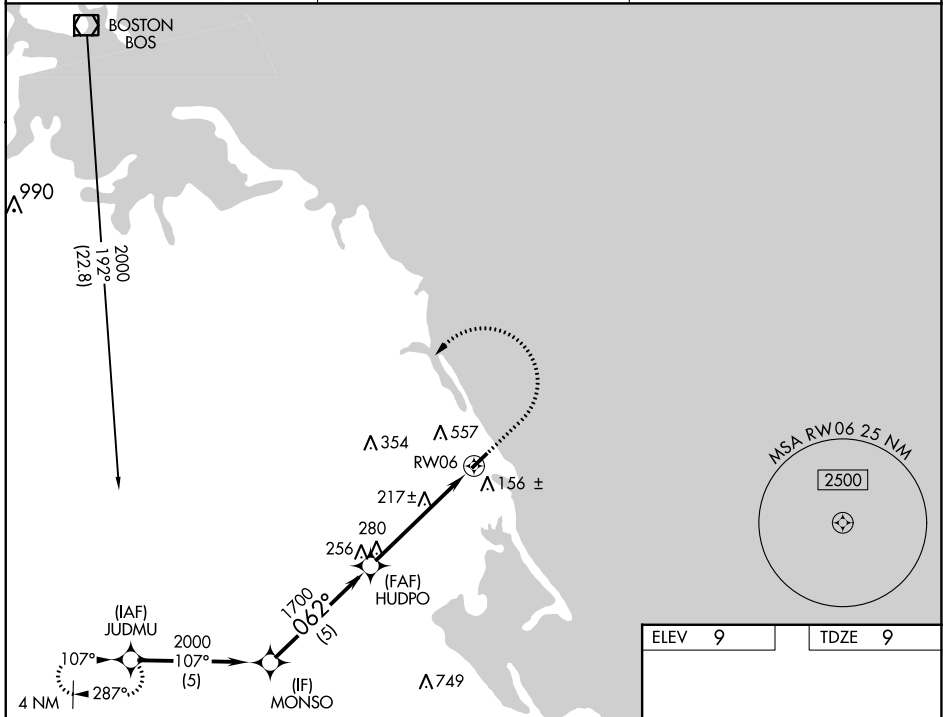 BOSTON
BOS
990
2000
192°
(22.8)
354
557
RW06
156 ±
217±
280
256
(FAF)
HUDPO
1700
062°
(5)
(IAF)
JUDMU
2000
107°
107°
(5)
287°
4 NM
(IF)
MONSO
749
MSA RW06 25 NM
2500
ELEV 9
TDZE 9